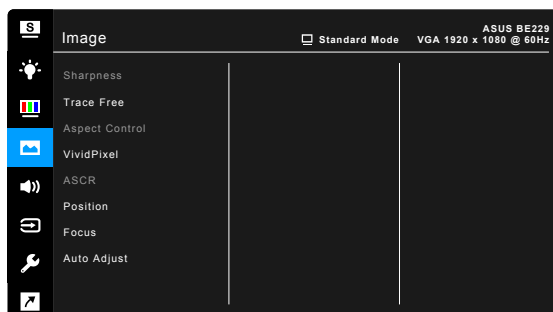 S
Image
Standard Mode
ASUS BE229
VGA 1920 x 1080 @ 60Hz
Sharpness
Trace Free
Aspect Control
VividPixel
ASCR
Position
Focus
Auto Adjust